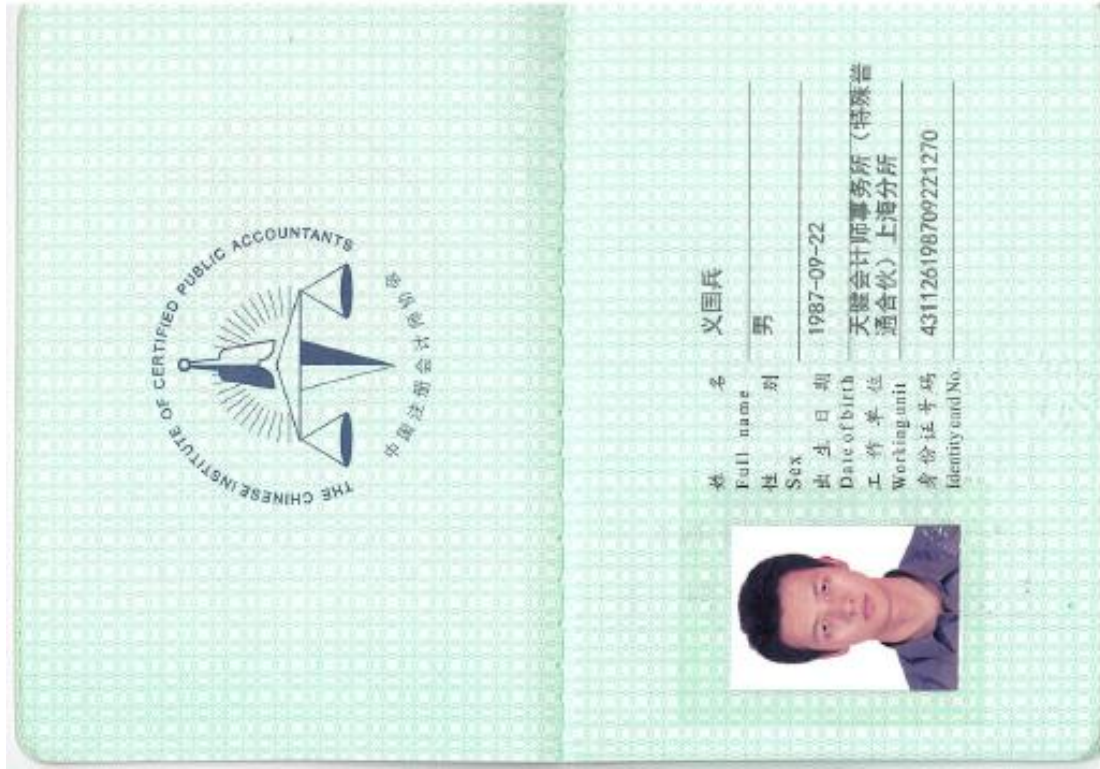 THE CHINESE INSTITUTE OF CERTIFIED PUBLIC ACCOUNTANTS
中国注册会计师协会
姓 名 义国兵
Full name
性 别 男
Sex
出 生 日 期 1987-09-22
Date of birth
工 作 单 位 天健会计师事务所（特殊普
通合伙）上海分所
Working unit
身 份 证 号 码 431126198709221270
Identity card No.